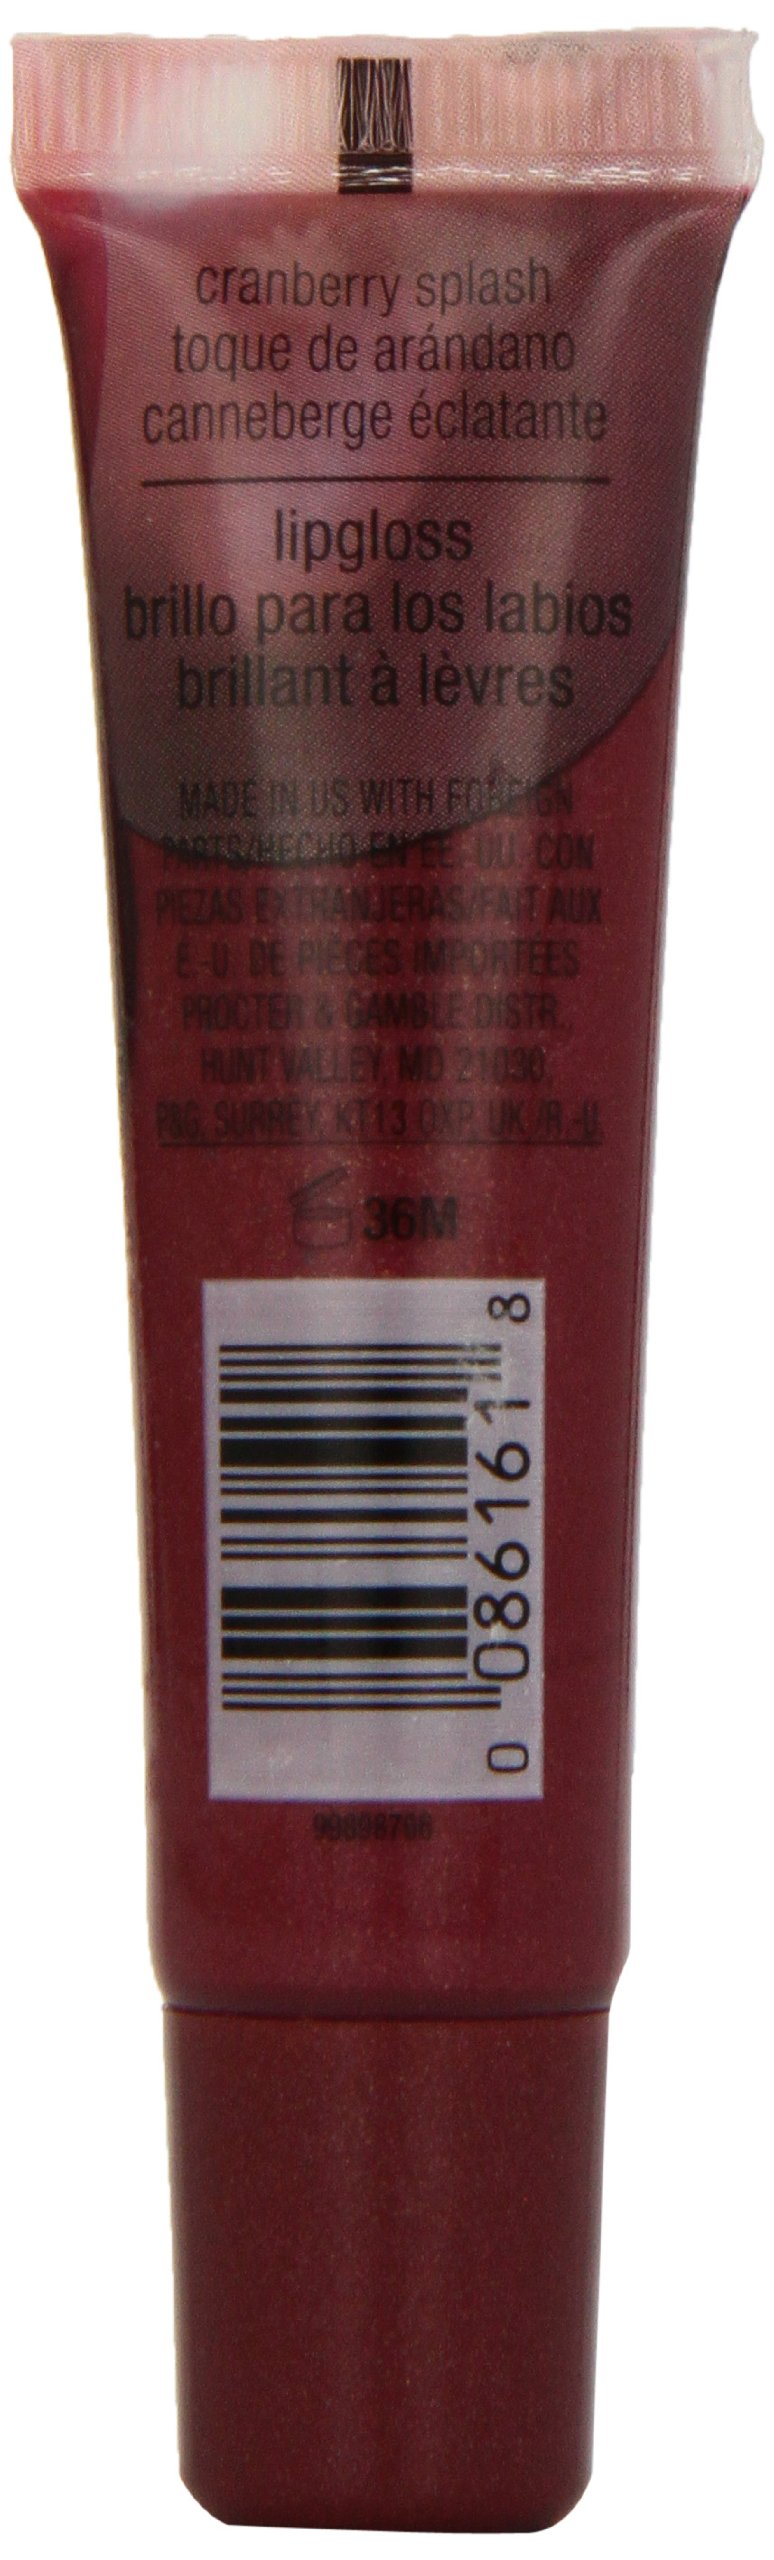 cranberry splash
toque de arándano
canneberge éclatante
lipgloss
brillo para los labios
brillant à lèvres
MADE IN US WITH FOREIGN
PARTS/HECHO EN EE. UU. CON
PIEZAS EXTRANJERAS/FAIT AUX
É.-U. DE PIÈCES IMPORTÉES
PROCTER & GAMBLE DISTR.,
HUNT VALLEY, MD 21030,
P&G, SURREY, KT13 0XP, UK /R.-U.
36M
0 086161 8